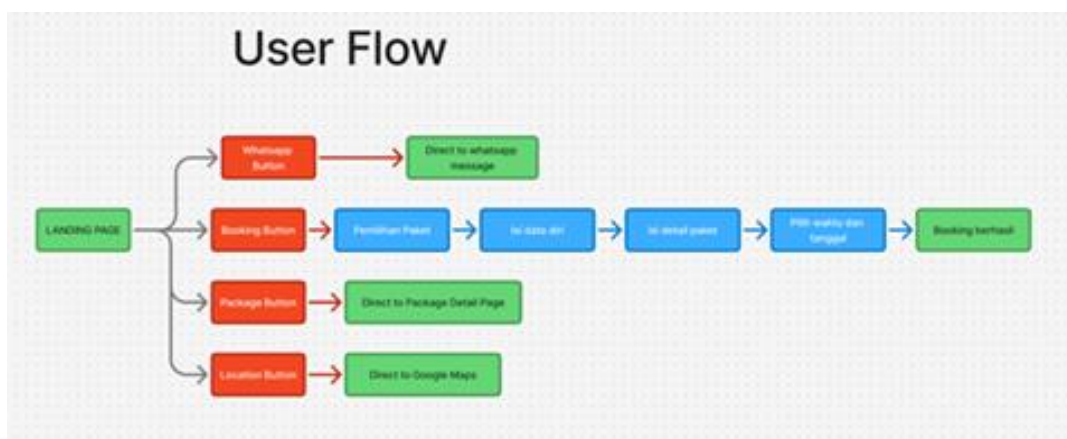 User Flow
Whatsapp
Button
Direct to whatsapp
message
LANDING PAGE
Booking Button
Pemilihan Paket
Isi data diri
Isi detail paket
Pilih waktu dan
tanggal
Booking berhasil
Package Button
Direct to Package Detail Page
Location Button
Direct to Google Maps